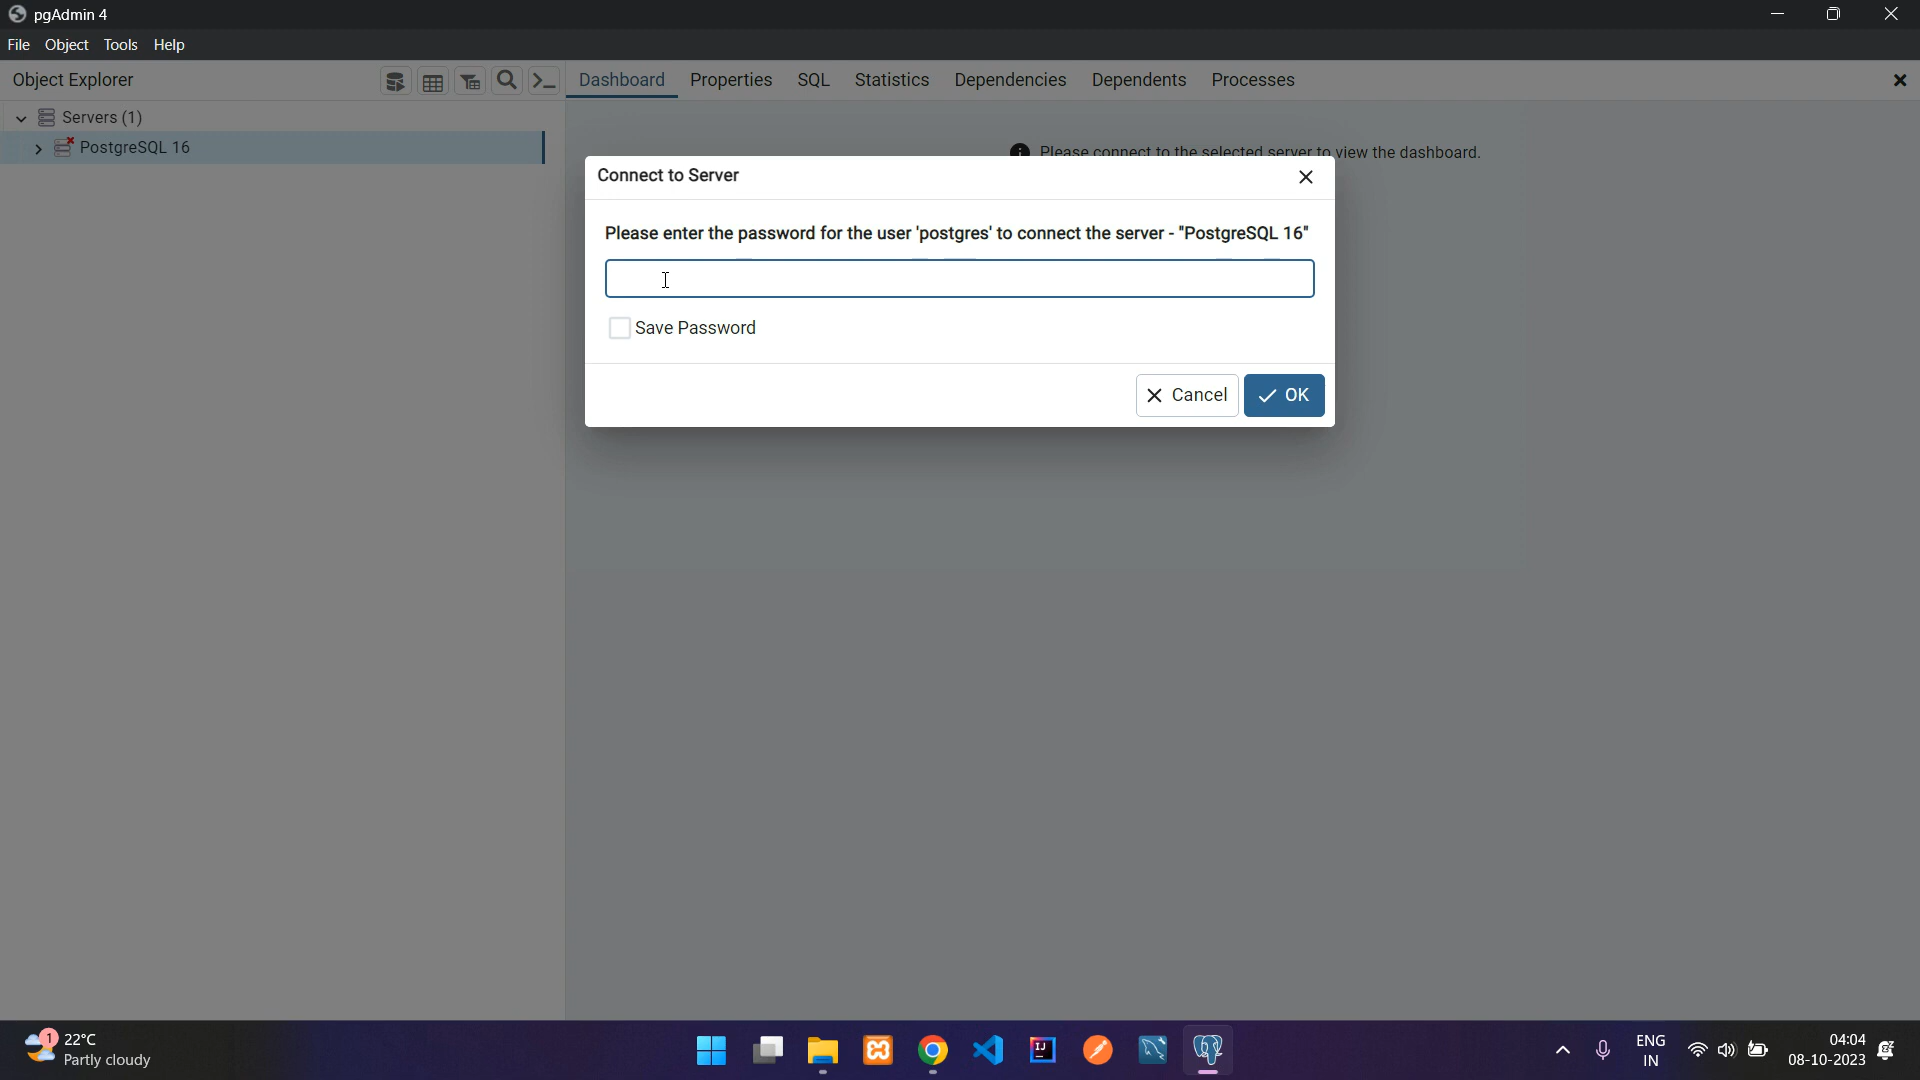 pgAdmin 4
File Object Tools Help
Object Explorer
Dashboard Properties SQL Statistics Dependencies Dependents Processes
Servers (1)
PostgreSQL 16
Please connect to the selected server to view the dashboard.
Connect to Server
Please enter the password for the user 'postgres' to connect the server - "PostgreSQL 16"
Save Password
Cancel
OK
1
22°C
Partly cloudy
IJ
ENG
IN
04:04
08-10-2023